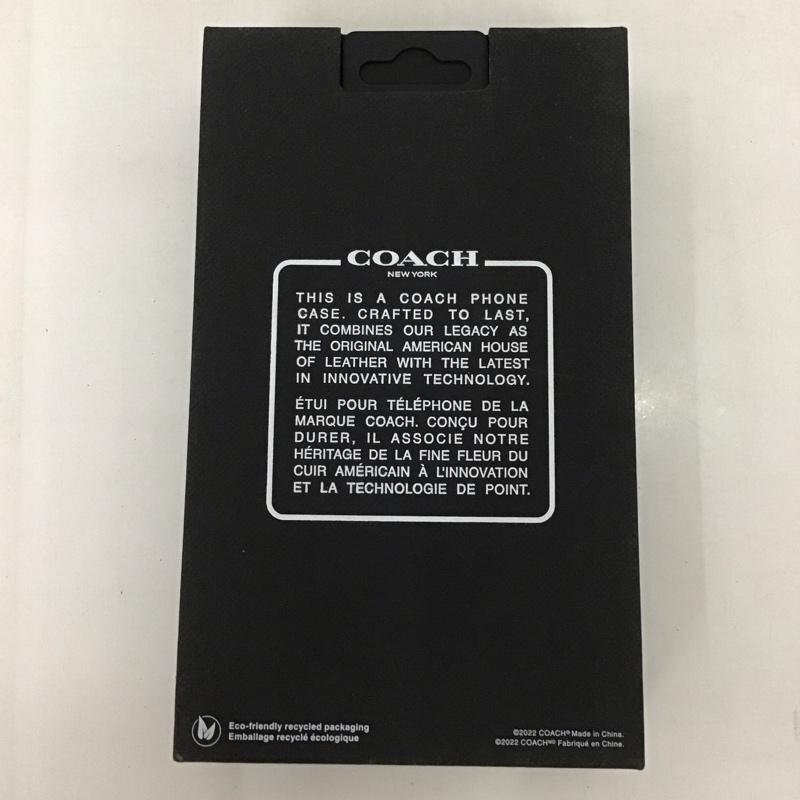 COACH
NEW YORK
THIS IS A COACH PHONE
CASE. CRAFTED TO LAST,
IT COMBINES OUR LEGACY AS
THE ORIGINAL AMERICAN HOUSE
OF LEATHER WITH THE LATEST
IN INNOVATIVE TECHNOLOGY.
ÉTUI POUR TÉLÉPHONE DE LA
MARQUE COACH. CONÇU POUR
DURER, IL ASSOCIE NOTRE
HÉRITAGE DE LA FINE FLEUR DU
CUIR AMÉRICAIN À L'INNOVATION
ET LA TECHNOLOGIE DE POINT.
Eco-friendly recycled packaging
Emballage recyclé écologique
©2022 COACH® Made in China.
©2022 COACHᴹᴰ Fabriqué en Chine.